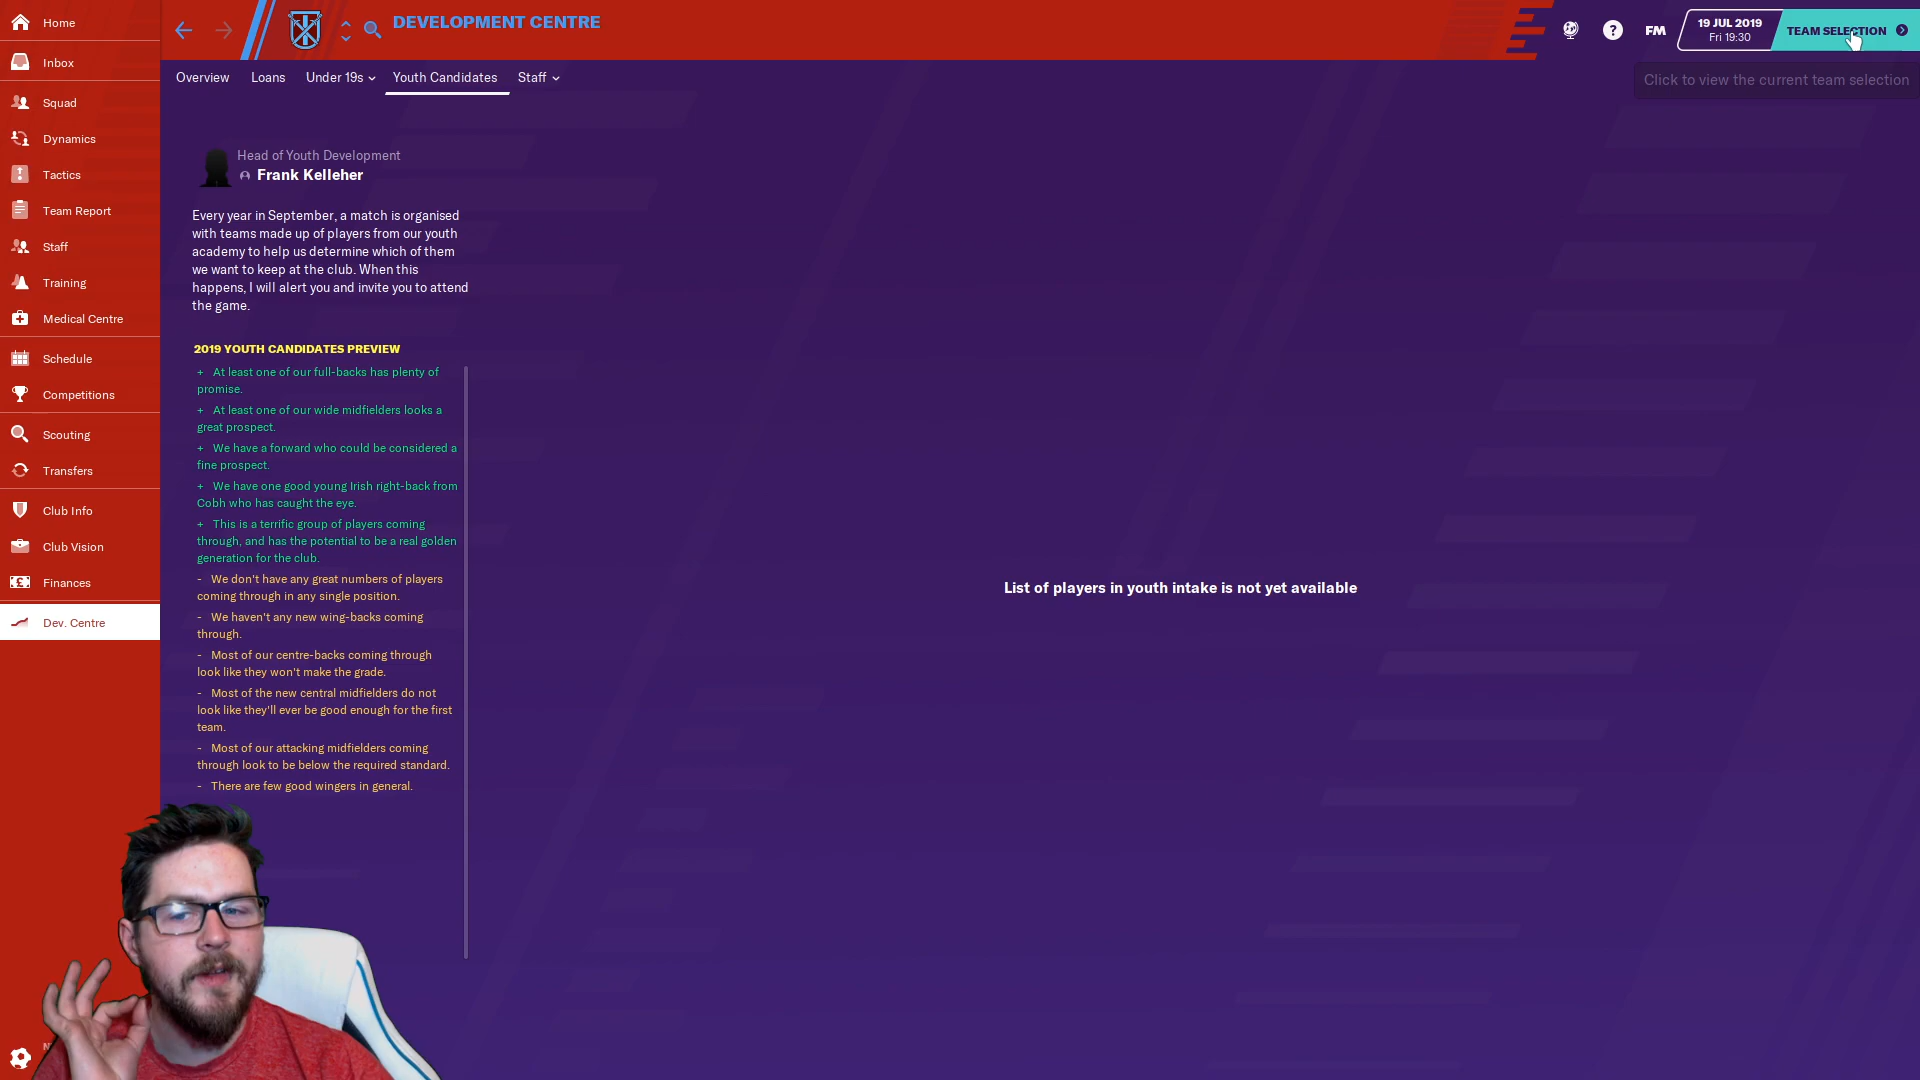 Home
Inbox
Squad
Dynamics
Tactics
Team Report
Staff
Training
Medical Centre
Schedule
Competitions
Scouting
Transfers
Club Info
Club Vision
Finances
Dev. Centre
DEVELOPMENT CENTRE
FM
19 JUL 2019
Fri 19:30
TEAM SELECTION
Click to view the current team selection
Overview
Loans
Under 19s
Youth Candidates
Staff
Head of Youth Development
Frank Kelleher
Every year in September, a match is organised
with teams made up of players from our youth
academy to help us determine which of them
we want to keep at the club. When this
happens, I will alert you and invite you to attend
the game.
2019 YOUTH CANDIDATES PREVIEW
+ At least one of our full-backs has plenty of
promise.
+ At least one of our wide midfielders looks a
great prospect.
+ We have a forward who could be considered a
fine prospect.
+ We have one good young Irish right-back from
Cobh who has caught the eye.
+ This is a terrific group of players coming
through, and has the potential to be a real golden
generation for the club.
- We don't have any great numbers of players
coming through in any single position.
- We haven't any new wing-backs coming
through.
- Most of our centre-backs coming through
look like they won't make the grade.
- Most of the new central midfielders do not
look like they'll ever be good enough for the first
team.
- Most of our attacking midfielders coming
through look to be below the required standard.
- There are few good wingers in general.
List of players in youth intake is not yet available